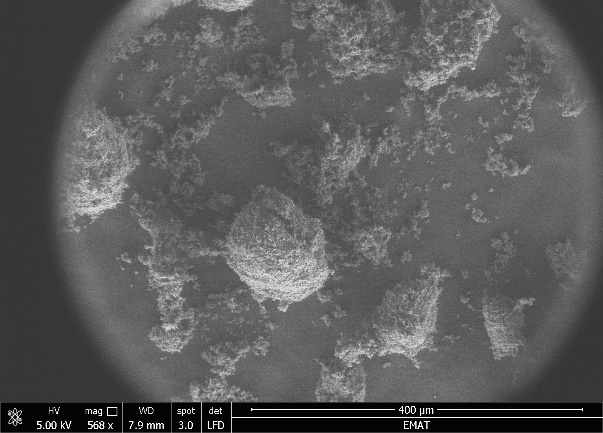 HV mag WD spot det 400 µm
5.00 kV 568 x 7.9 mm 3.0 LFD EMAT